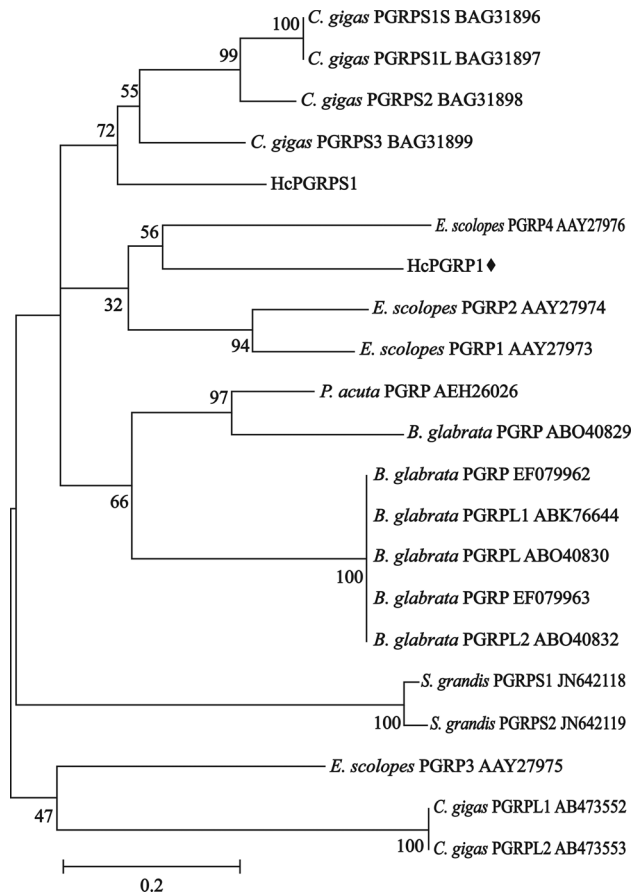 100
C. gigas PGRPS1S BAG31896
99
C. gigas PGRPS1L BAG31897
55
C. gigas PGRPS2 BAG31898
72
C. gigas PGRPS3 BAG31899
HcPGRPS1
56
E. scolopes PGRP4 AAY27976
HcPGRP1♦
32
E. scolopes PGRP2 AAY27974
94
E. scolopes PGRP1 AAY27973
97
P. acuta PGRP AEH26026
B. glabrata PGRP ABO40829
66
B. glabrata PGRP EF079962
B. glabrata PGRPL1 ABK76644
B. glabrata PGRPL ABO40830
100
B. glabrata PGRP EF079963
B. glabrata PGRPL2 ABO40832
S. grandis PGRPS1 JN642118
100
S. grandis PGRPS2 JN642119
E. scolopes PGRP3 AAY27975
47
C. gigas PGRPL1 AB473552
100
C. gigas PGRPL2 AB473553
0.2